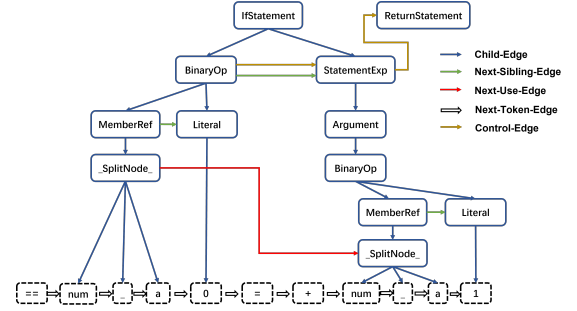 IfStatement ReturnStatement
BinaryOp StatementExp
Child-Edge
Next-Sibling-Edge
Next-Use-Edge
Next-Token-Edge
Control-Edge
MemberRef Literal Argument
_SplitNode_ BinaryOp
MemberRef Literal
_SplitNode_
== num _ a 0 = + num _ a 1